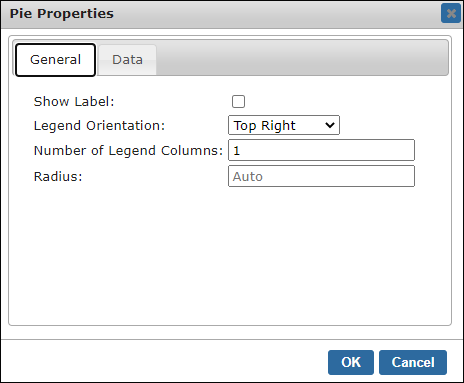 Pie Properties
General Data
Show Label:
Legend Orientation: Top Right
Number of Legend Columns: 1
Radius: Auto
OK Cancel